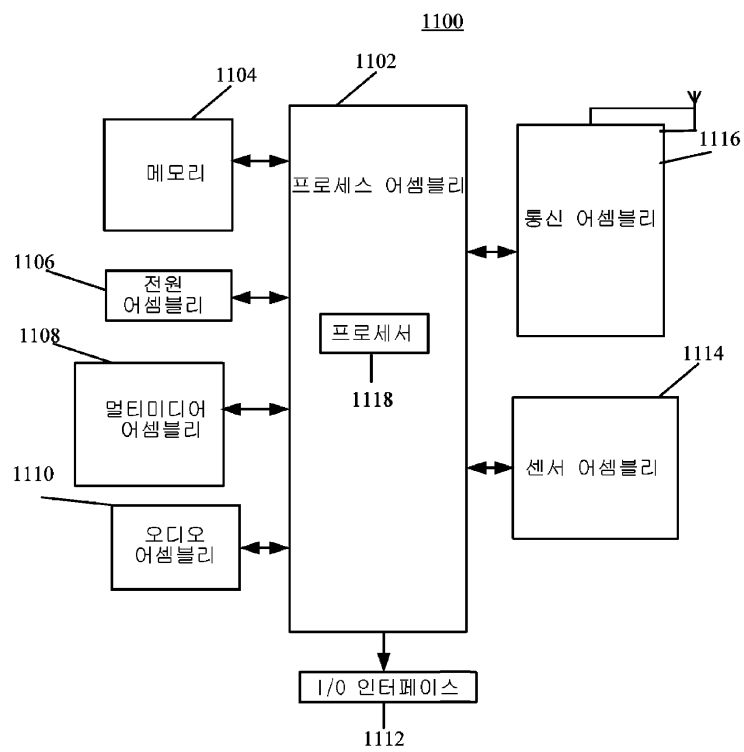 1100
1102
1104
메모리
프로세스 어셈블리
1116
통신 어셈블리
1106
전원
어셈블리
프로세서
1118
1108
멀티미디어
어셈블리
1114
센서 어셈블리
1110
오디오
어셈블리
I/O 인터페이스
1112